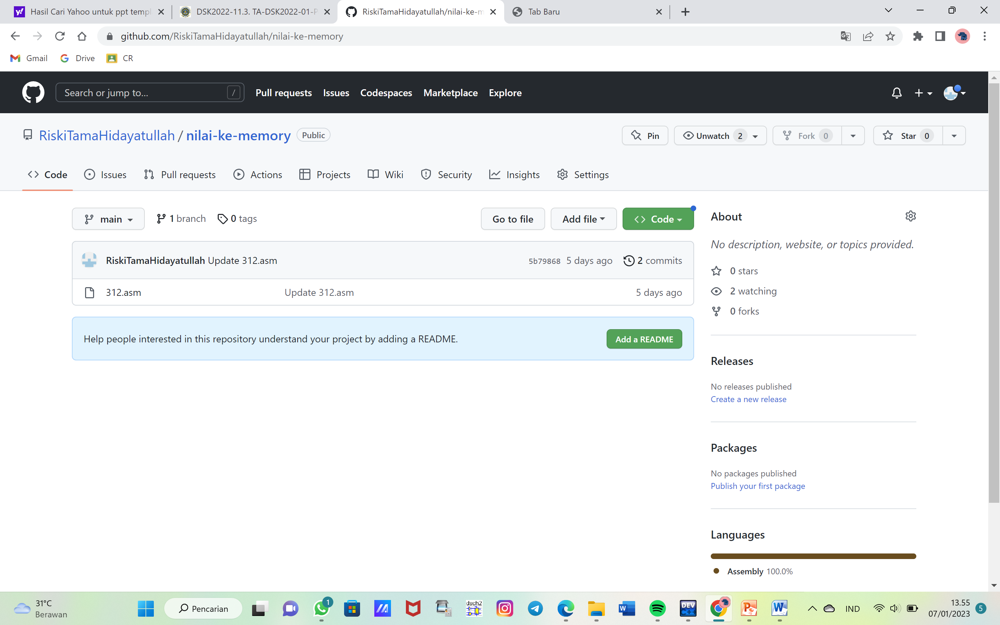 Hasil Cari Yahoo untuk ppt templ
DSK2022-11.3. TA-DSK2022-01-P
RiskiTamaHidayatullah/nilai-ke-m
Tab Baru
github.com/RiskiTamaHidayatullah/nilai-ke-memory
Gmail
Drive
CR
Search or jump to...
/
Pull requests
Issues
Codespaces
Marketplace
Explore
RiskiTamaHidayatullah / nilai-ke-memory
Public
Pin
Unwatch 2
Fork 0
Star 0
Code
Issues
Pull requests
Actions
Projects
Wiki
Security
Insights
Settings
main
1 branch
0 tags
Go to file
Add file
Code
RiskiTamaHidayatullah Update 312.asm
5b79868 5 days ago
2 commits
312.asm
Update 312.asm
5 days ago
Help people interested in this repository understand your project by adding a README.
Add a README
About
No description, website, or topics provided.
0 stars
2 watching
0 forks
Releases
No releases published
Create a new release
Packages
No packages published
Publish your first package
Languages
Assembly 100.0%
31°C
Berawan
Pencarian
1
dsch2
DEV
C++
IND
13.55
07/01/2023
5